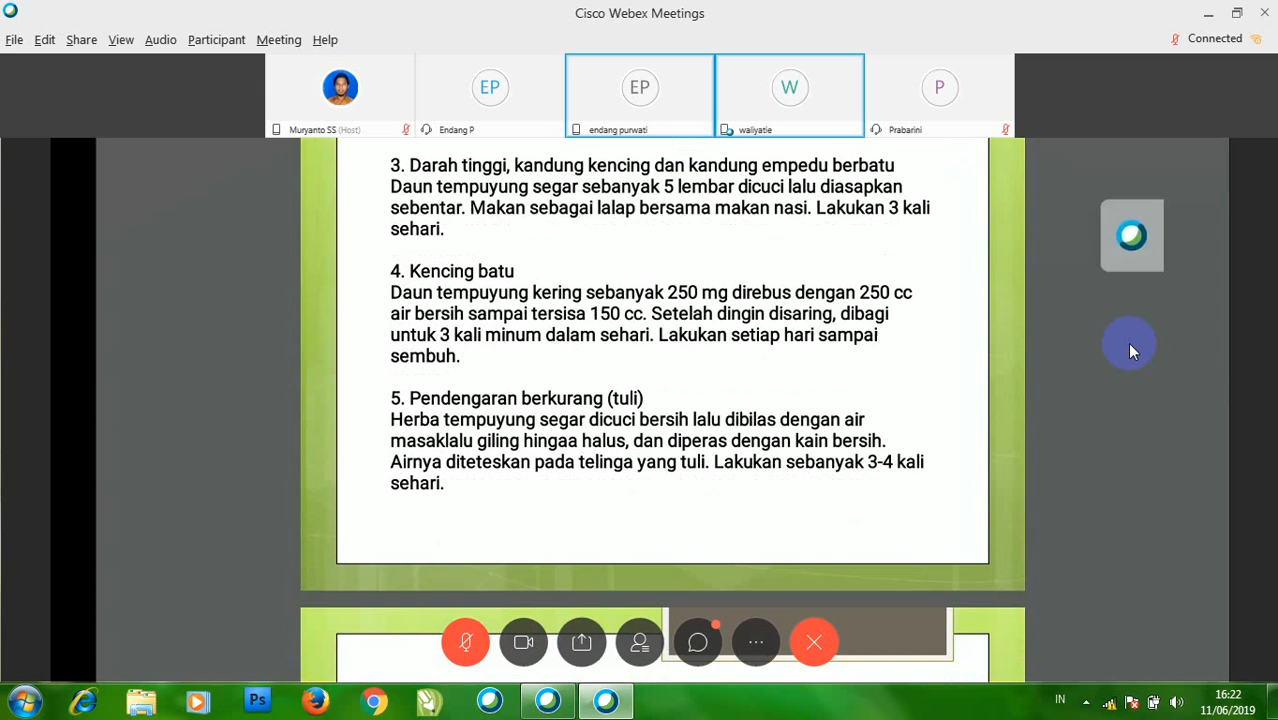 Cisco Webex Meetings
File Edit Share View Audio Participant Meeting Help
Connected
EP
EP
W
P
Muryanto SS (Host)
Endang P
endang purwati
waliyatie
Prabarini
3. Darah tinggi, kandung kencing dan kandung empedu berbatu
Daun tempuyung segar sebanyak 5 lembar dicuci lalu diasapkan
sebentar. Makan sebagai lalap bersama makan nasi. Lakukan 3 kali
sehari.
4. Kencing batu
Daun tempuyung kering sebanyak 250 mg direbus dengan 250 cc
air bersih sampai tersisa 150 cc. Setelah dingin disaring, dibagi
untuk 3 kali minum dalam sehari. Lakukan setiap hari sampai
sembuh.
5. Pendengaran berkurang (tuli)
Herba tempuyung segar dicuci bersih lalu dibilas dengan air
masaklalu giling hingaa halus, dan diperas dengan kain bersih.
Airnya diteteskan pada telinga yang tuli. Lakukan sebanyak 3-4 kali
sehari.
Ps
IN
16:22
11/06/2019